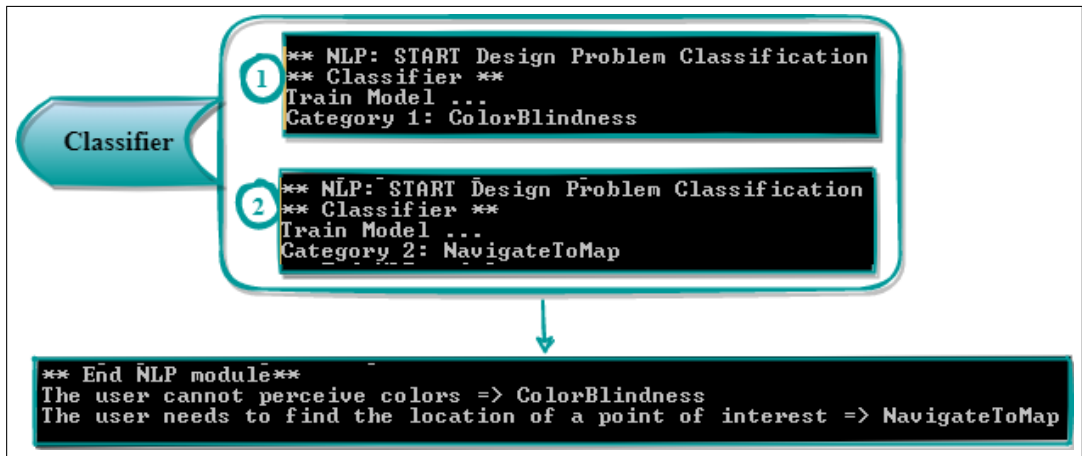 Classifier
1
** NLP: START Design Problem Classification
** Classifier **
Train Model ...
Category 1: ColorBlindness
2
** NLP: START Design Problem Classification
** Classifier **
Train Model ...
Category 2: NavigateToMap
** End NLP module**
The user cannot perceive colors => ColorBlindness
The user needs to find the location of a point of interest => NavigateToMap